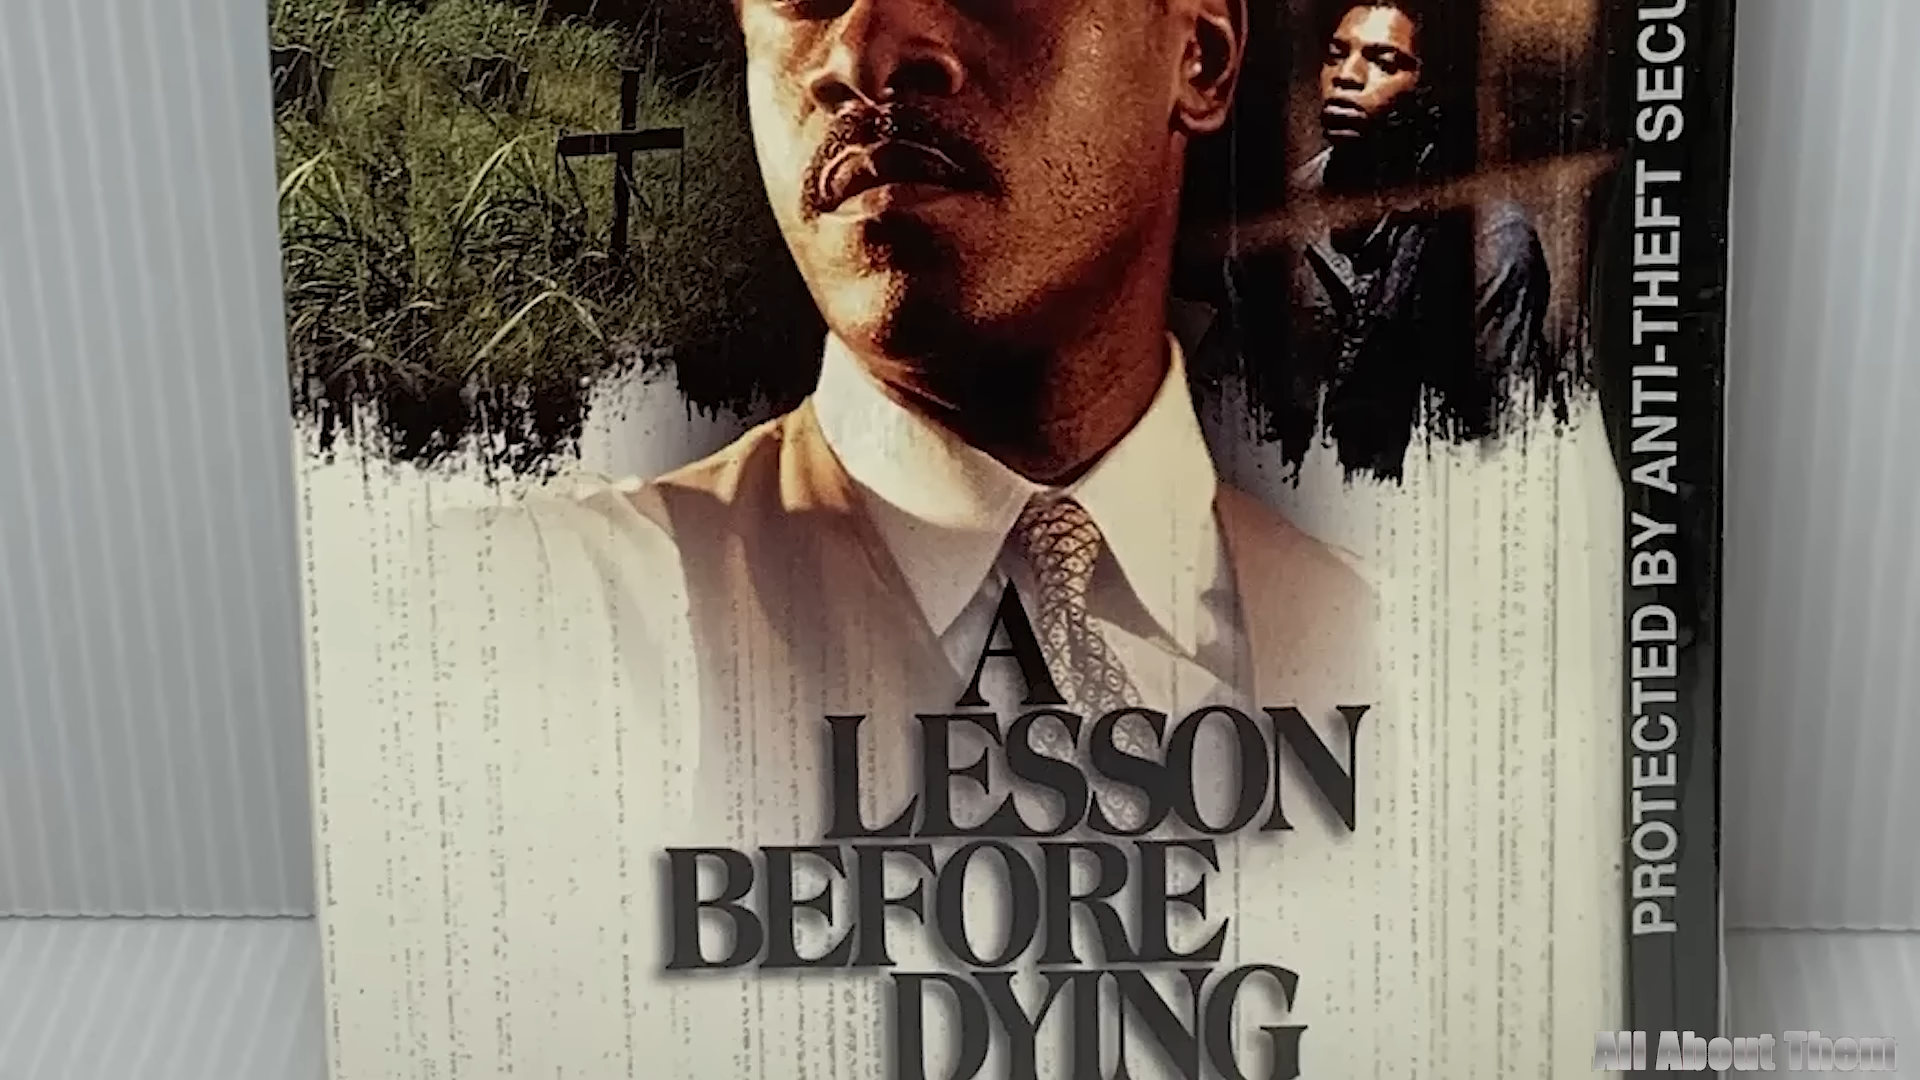 A
LESSON
BEFORE
DYING
PROTECTED BY ANTI-THEFT SECU
All About Them